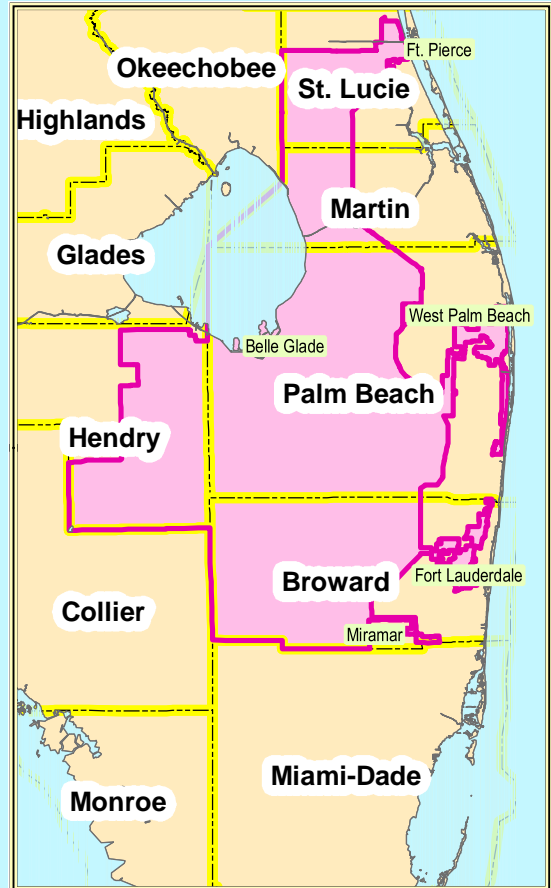 Ft. Pierce
Okeechobee
St. Lucie
Highlands
Martin
Glades
West Palm Beach
Belle Glade
Palm Beach
Hendry
Fort Lauderdale
Broward
Collier
Miramar
Miami-Dade
Monroe